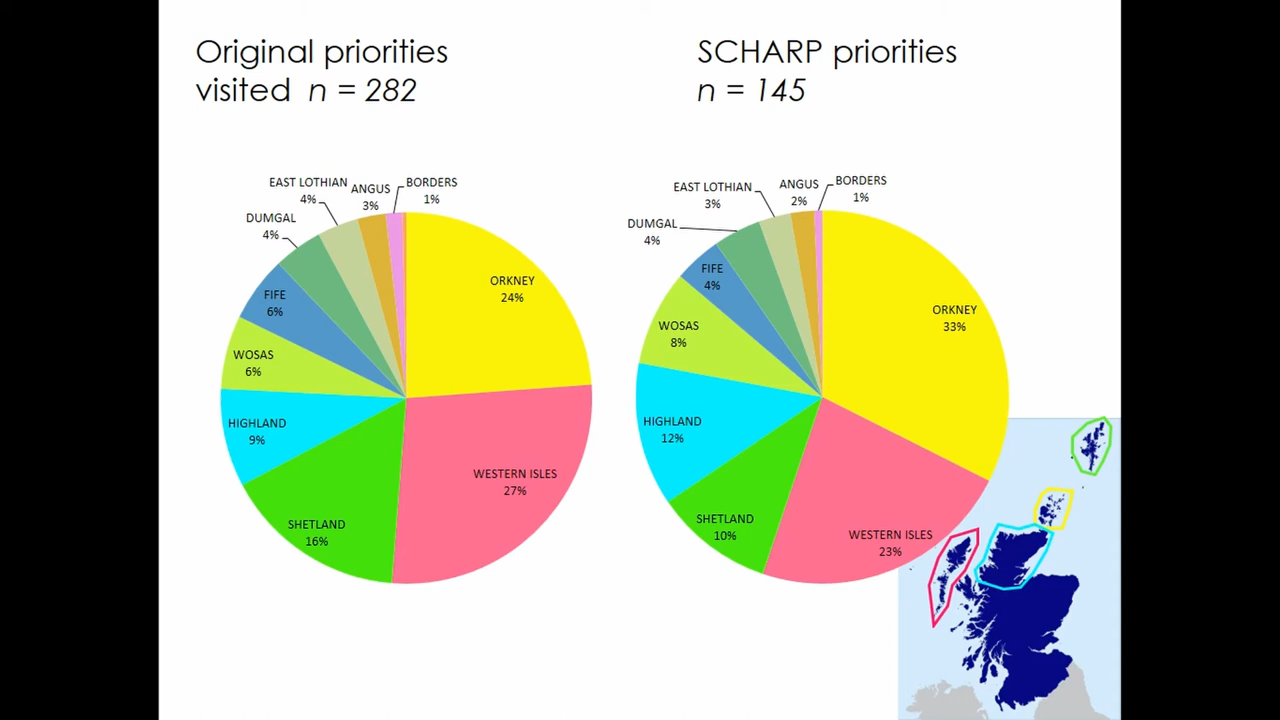 Original priorities
visited n = 282
SCHARP priorities
n = 145
EAST LOTHIAN
4%
ANGUS
3%
BORDERS
1%
DUMGAL
4%
FIFE
6%
WOSAS
6%
HIGHLAND
9%
SHETLAND
16%
WESTERN ISLES
27%
ORKNEY
24%
EAST LOTHIAN
3%
ANGUS
2%
BORDERS
1%
DUMGAL
4%
FIFE
4%
WOSAS
8%
HIGHLAND
12%
SHETLAND
10%
WESTERN ISLES
23%
ORKNEY
33%